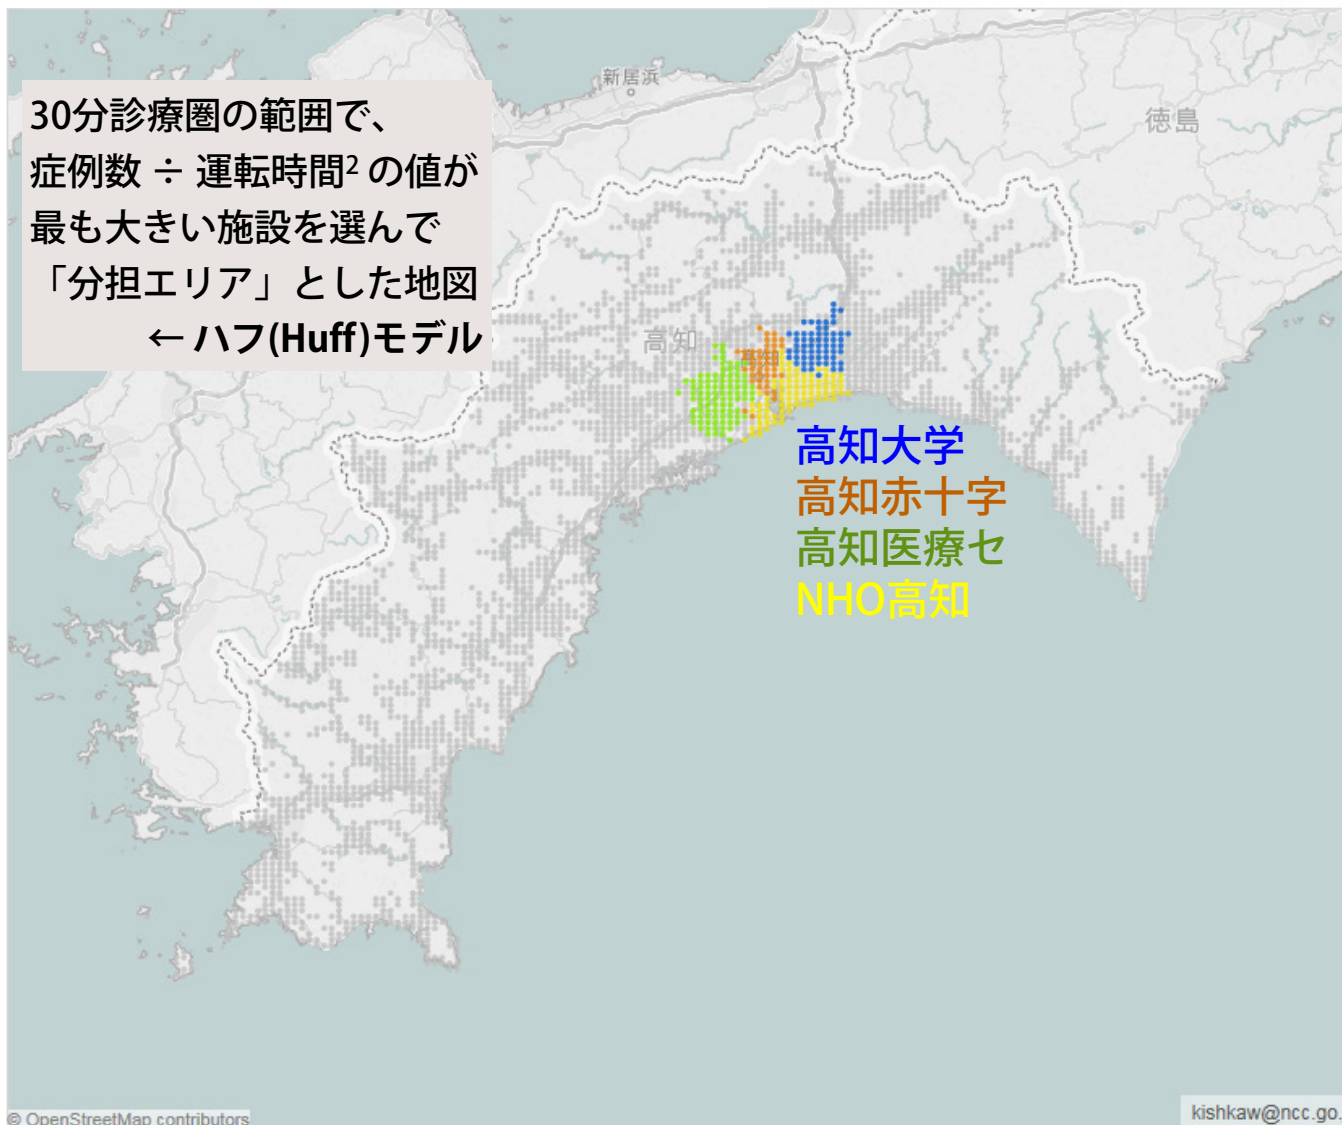 新居浜
徳島
30分診療圏の範囲で、
症例数 ÷ 運転時間² の値が
最も大きい施設を選んで
「分担エリア」とした地図
← ハフ(Huff)モデル
高知
高知
高知大学
高知赤十字
高知医療セ
NHO高知
© OpenStreetMap contributors
kishkaw@ncc.go.